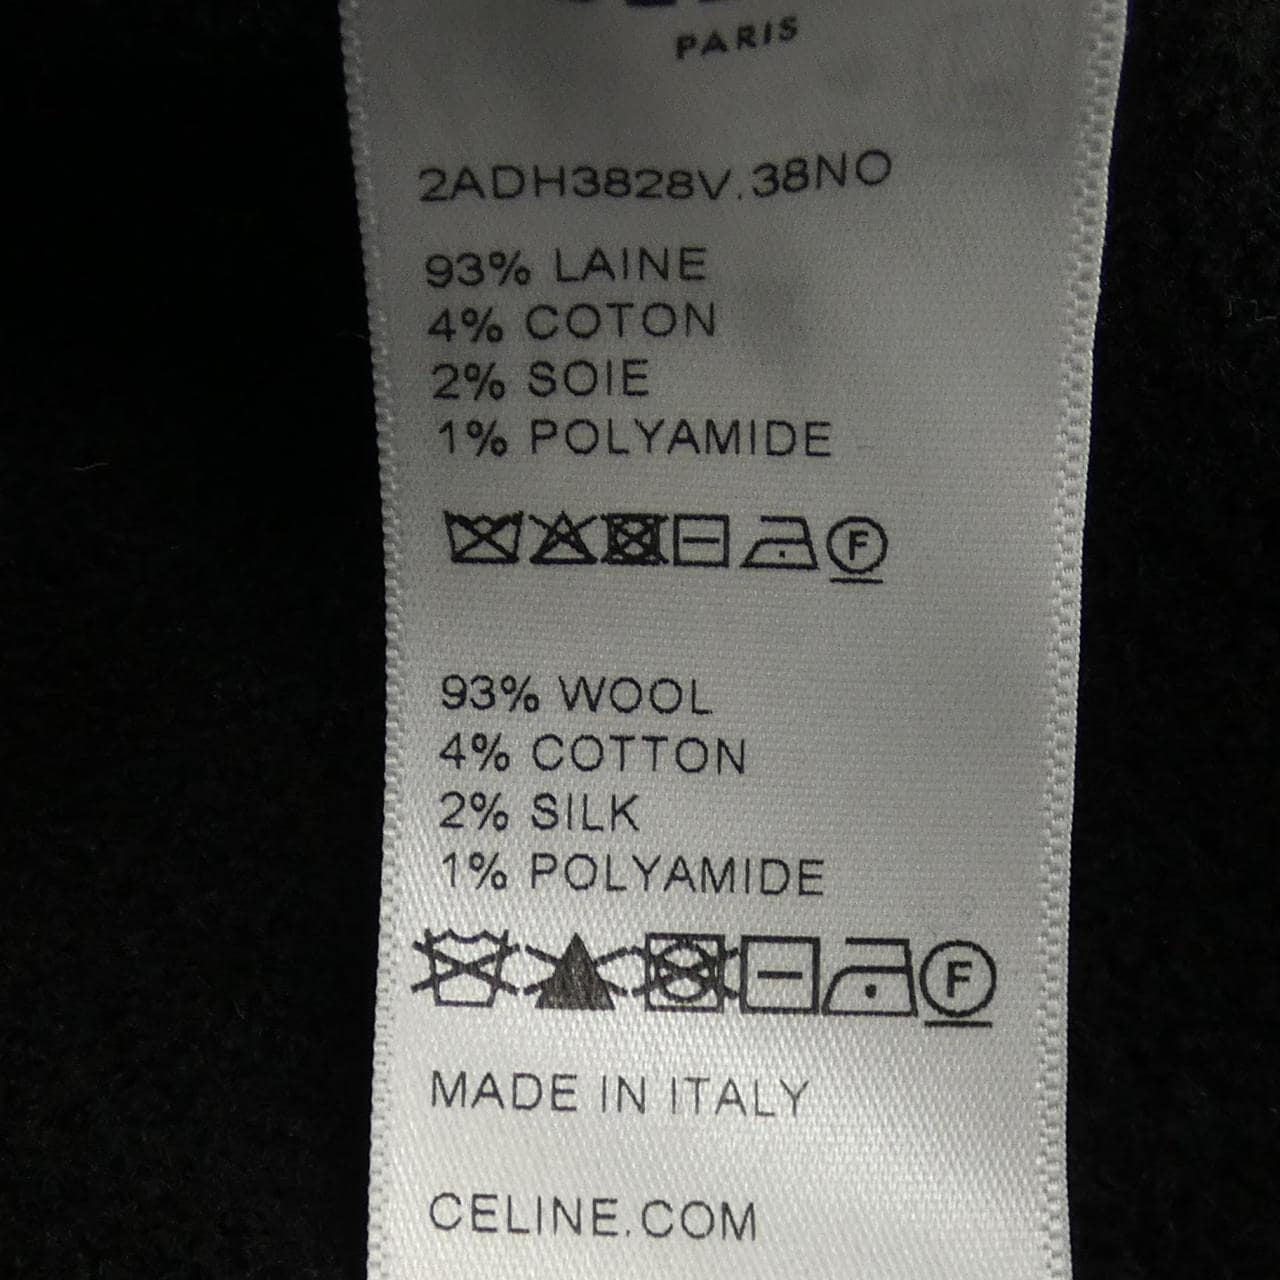 PARIS
2ADH3828V.38NO
93% LAINE
4% COTON
2% SOIE
1% POLYAMIDE
F
93% WOOL
4% COTTON
2% SILK
1% POLYAMIDE
F
MADE IN ITALY
CELINE.COM